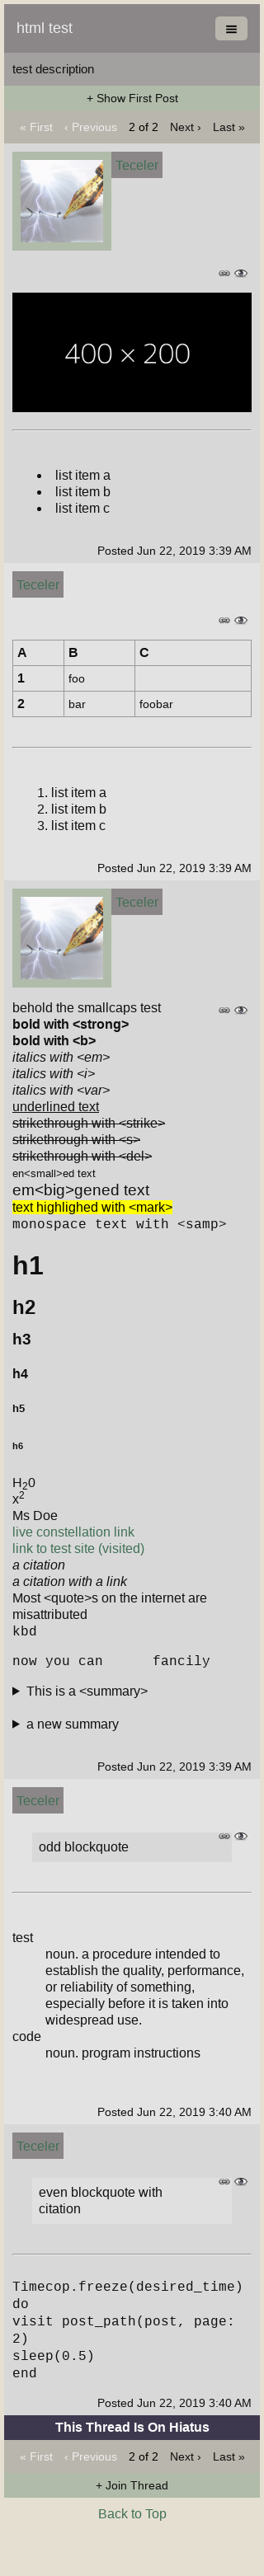 html test
test description
+ Show First Post
« First ‹ Previous 2 of 2 Next › Last »
Teceler
400 × 200
• list item a
• list item b
• list item c
Posted Jun 22, 2019 3:39 AM
Teceler
A B C
1 foo
2 bar foobar
1. list item a
2. list item b
3. list item c
Posted Jun 22, 2019 3:39 AM
Teceler
behold the smallcaps test
bold with <strong>
bold with <b>
italics with <em>
italics with <i>
italics with <var>
underlined text
strikethrough with <strike>
strikethrough with <s>
strikethrough with <del>
en<small>ed text
em<big>gened text
text highlighed with <mark>
monospace text with <samp>
h1
h2
h3
h4
h5
h6
H20
x2
Ms Doe
live constellation link
link to test site (visited)
a citation
a citation with a link
Most <quote>s on the internet are
misattributed
kbd
now you can fancily
This is a <summary>
a new summary
Posted Jun 22, 2019 3:39 AM
Teceler
odd blockquote
test
noun. a procedure intended to
establish the quality, performance,
or reliability of something,
especially before it is taken into
widespread use.
code
noun. program instructions
Posted Jun 22, 2019 3:40 AM
Teceler
even blockquote with
citation
Timecop.freeze(desired_time)
do
visit post_path(post, page:
2)
sleep(0.5)
end
Posted Jun 22, 2019 3:40 AM
This Thread Is On Hiatus
« First ‹ Previous 2 of 2 Next › Last »
+ Join Thread
Back to Top